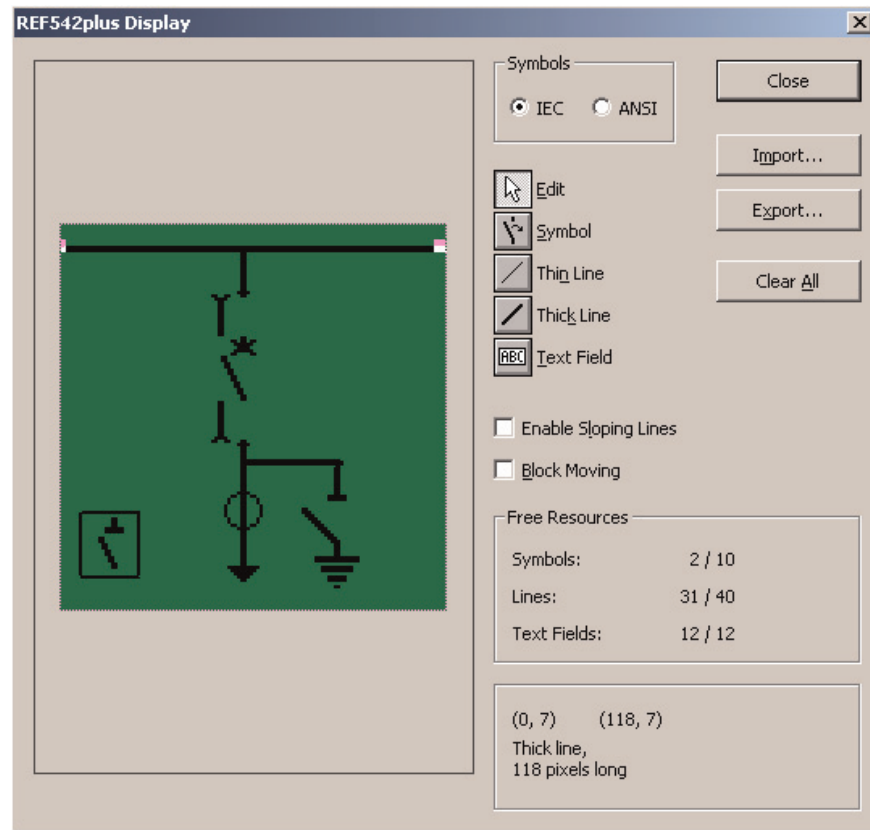 REF542plus Display
Symbols
IEC
ANSI
Close
Import...
Export...
Clear All
Edit
Symbol
Thin Line
Thick Line
ABC
Text Field
Enable Sloping Lines
Block Moving
Free Resources
Symbols: 2 / 10
Lines: 31 / 40
Text Fields: 12 / 12
(0, 7) (118, 7)
Thick line,
118 pixels long